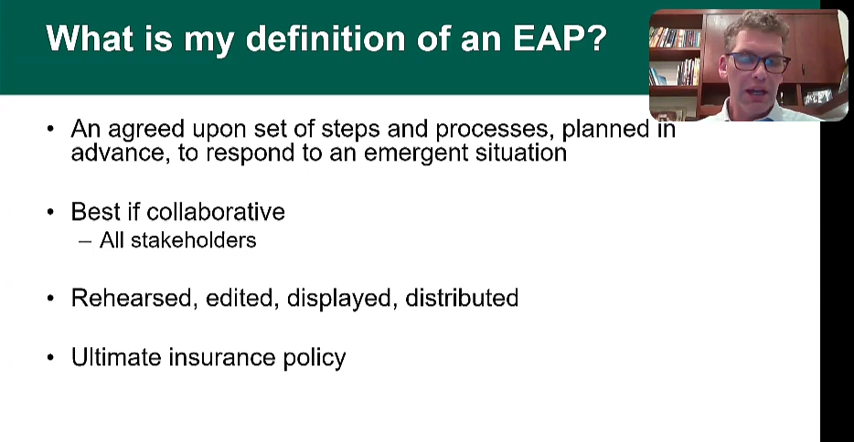 What is my definition of an EAP?
• An agreed upon set of steps and processes, planned in
advance, to respond to an emergent situation
• Best if collaborative
– All stakeholders
• Rehearsed, edited, displayed, distributed
• Ultimate insurance policy